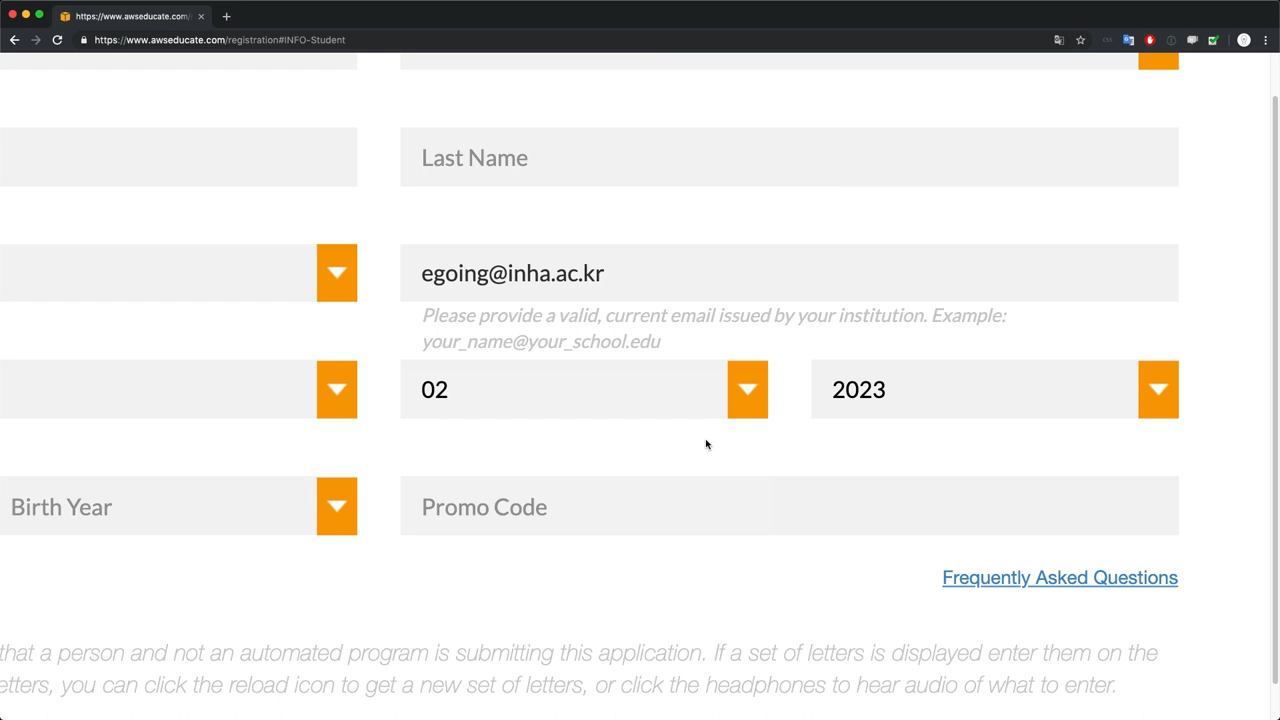 https://www.awseducate.com/
https://www.awseducate.com/registration#INFO-Student
Last Name
egoing@inha.ac.kr
Please provide a valid, current email issued by your institution. Example:
your_name@your_school.edu
02
2023
Birth Year
Promo Code
Frequently Asked Questions
that a person and not an automated program is submitting this application. If a set of letters is displayed enter them on the
etters, you can click the reload icon to get a new set of letters, or click the headphones to hear audio of what to enter.